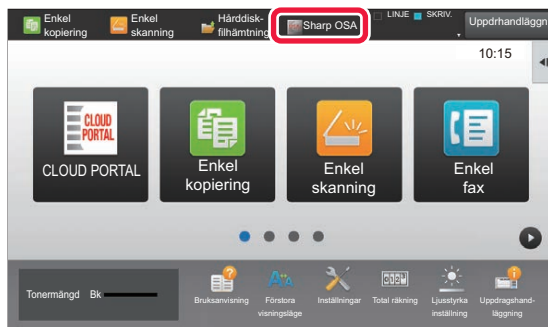 Enkel
kopiering
Enkel
skanning
Hårddisk-
filhämtning
Sharp OSA
LINJE
SKRIV.
Uppdrhandläggn
10:15
CLOUD
PORTAL
CLOUD PORTAL
Enkel
kopiering
Enkel
skanning
Enkel
fax
Tonermängd Bk
Bruksanvisning
Förstora
visningsläge
Inställningar
Total räkning
Ljusstyrka
inställning
Uppdragshand-
läggning